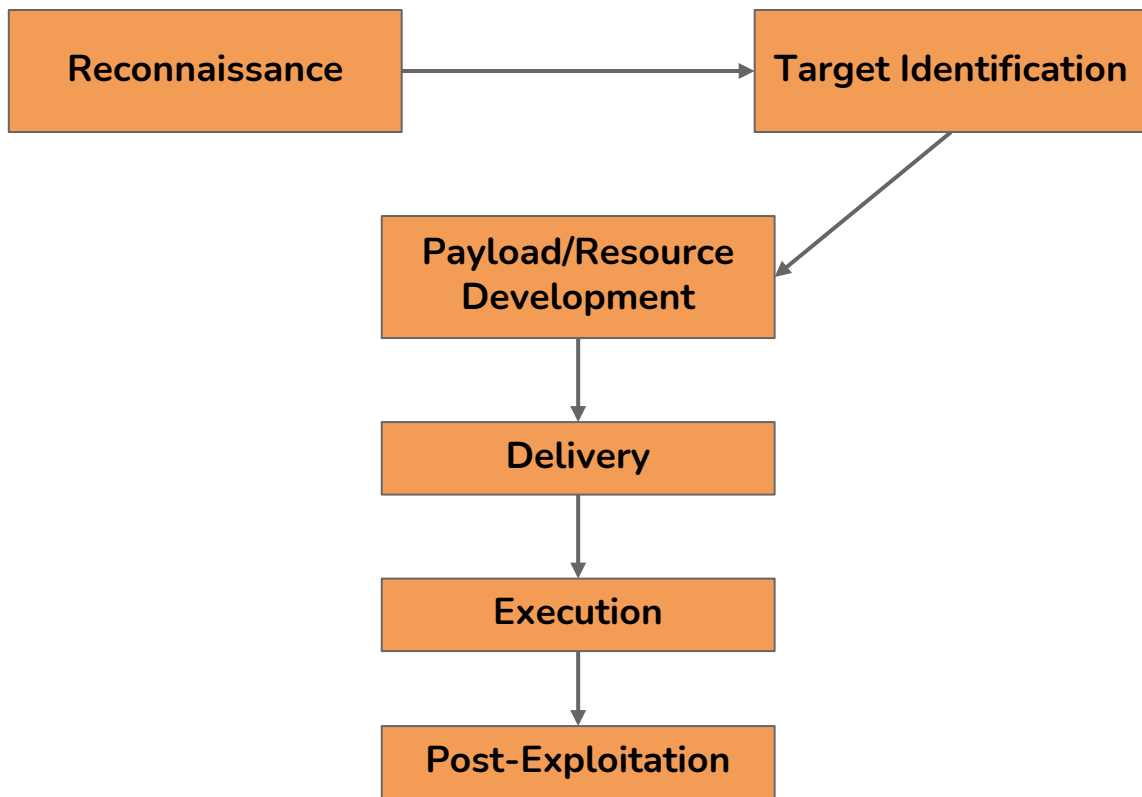 Reconnaissance
Target Identification
Payload/Resource
Development
Delivery
Execution
Post-Exploitation